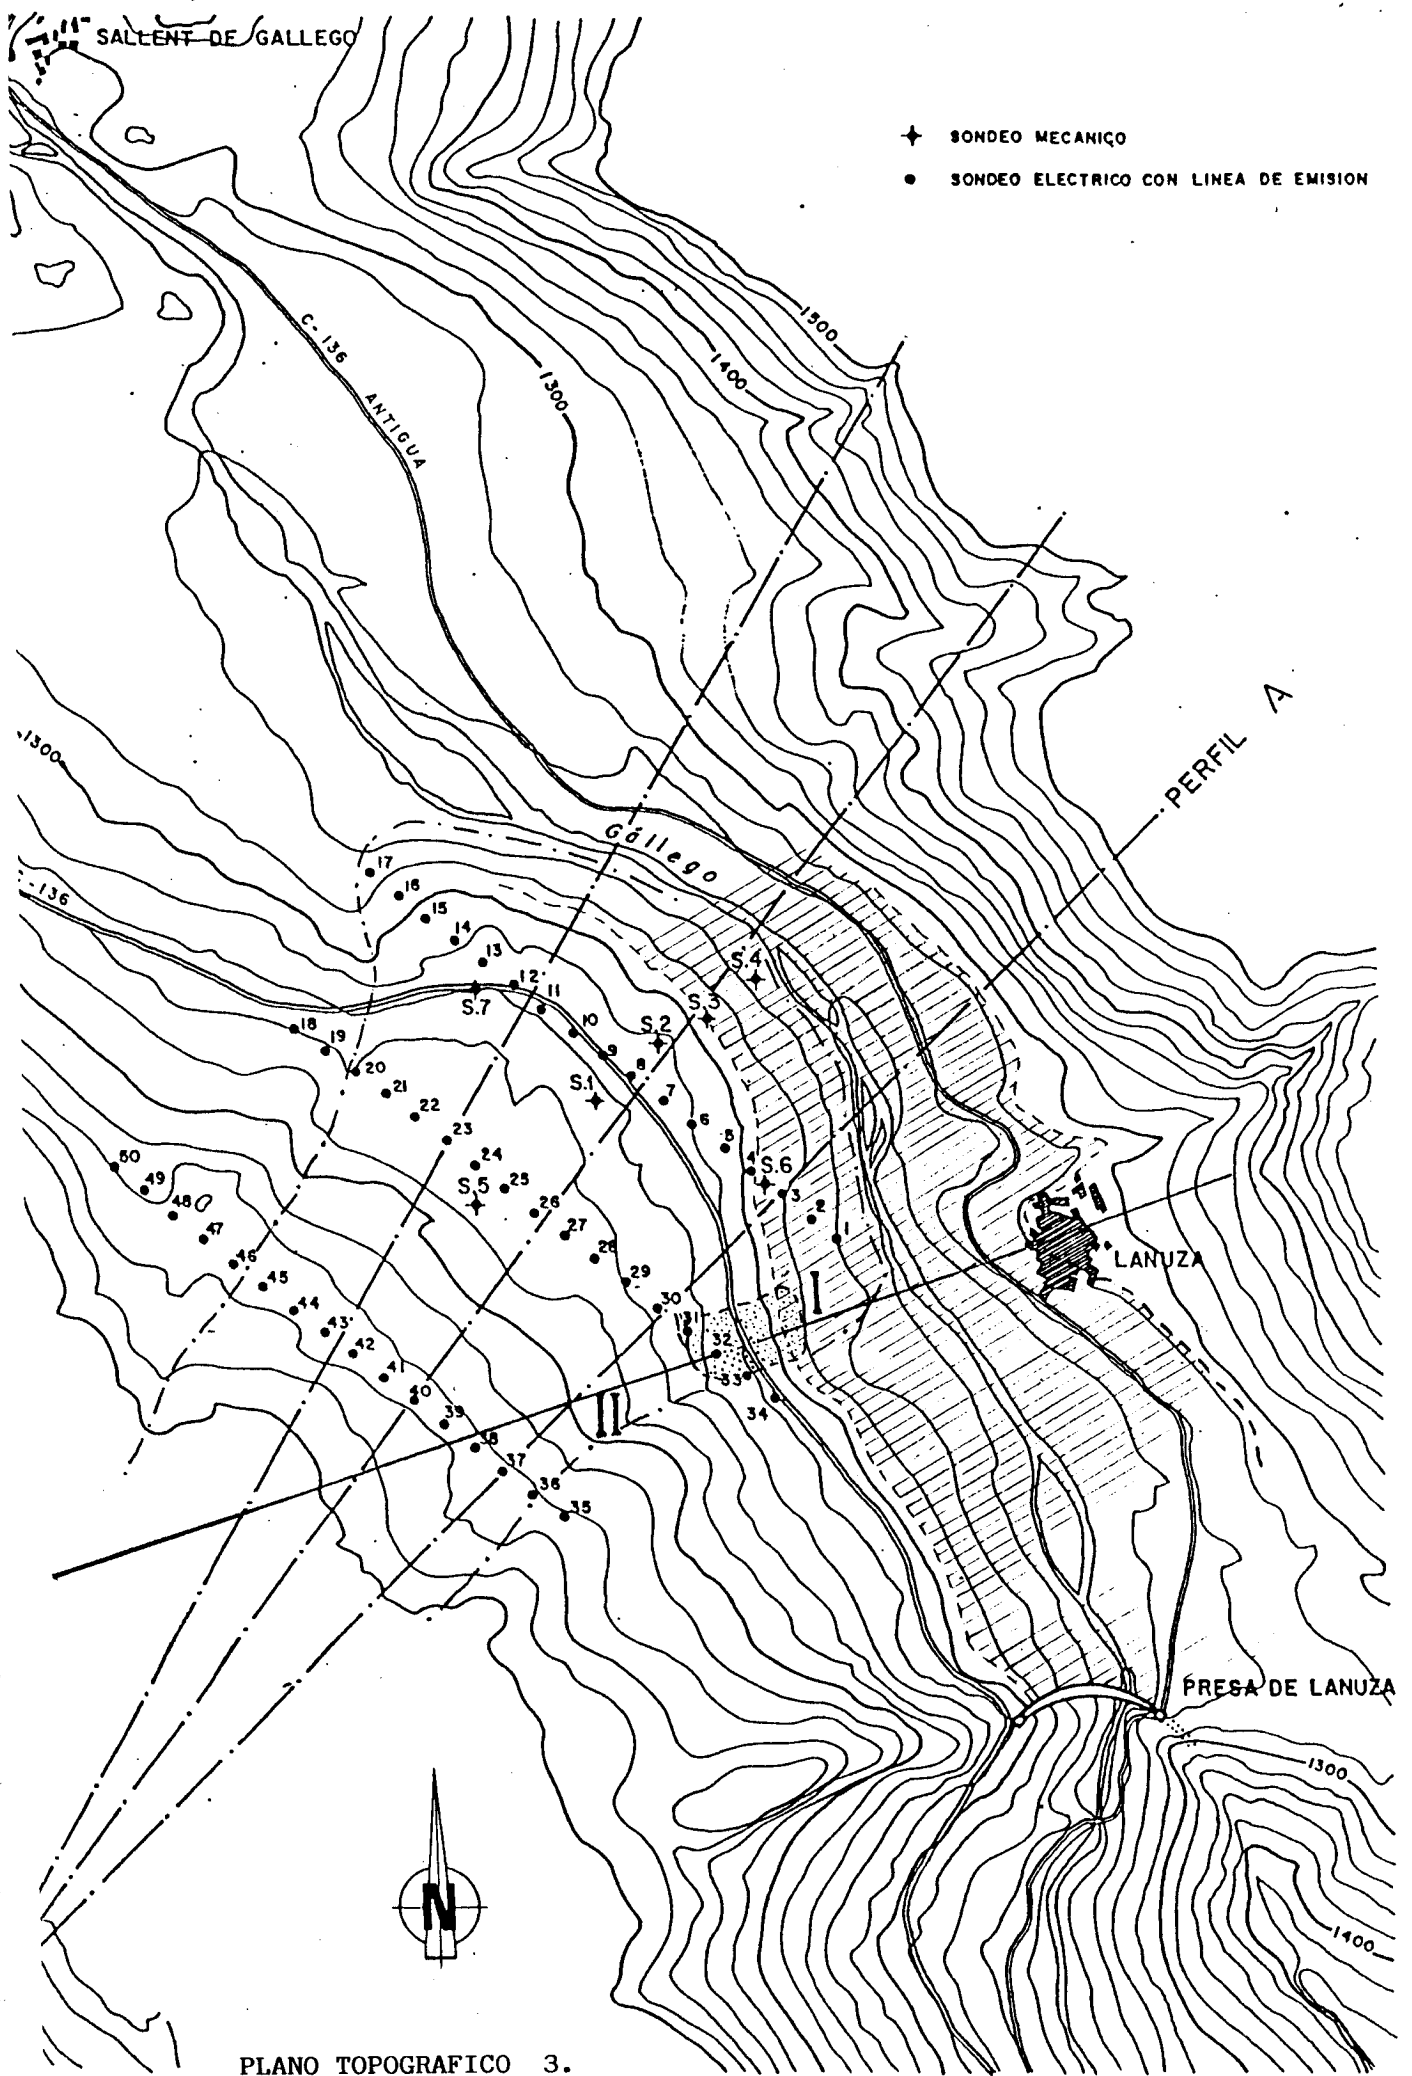 SALLENT DE GALLEGO
SONDEO MECANICO
SONDEO ELECTRICO CON LINEA DE EMISION
1500
C-136
1400
1300
ANTIGUA
PERFIL A
1300
Gállego
17
16
136
15
14
S.4
13
12
S.7
11
S.3
10
S.2
18
9
19
8
20
S.1
7
21
22
6
23
5
24
4
S.6
50
S.5
25
3
49
26
2
48
27
1
47
28
LANUZA
46
29
45
I
44
30
43
31
42
32
41
33
40
II
34
39
38
37
36
35
PRESA DE LANUZA
1300
N
1400
PLANO TOPOGRAFICO 3.